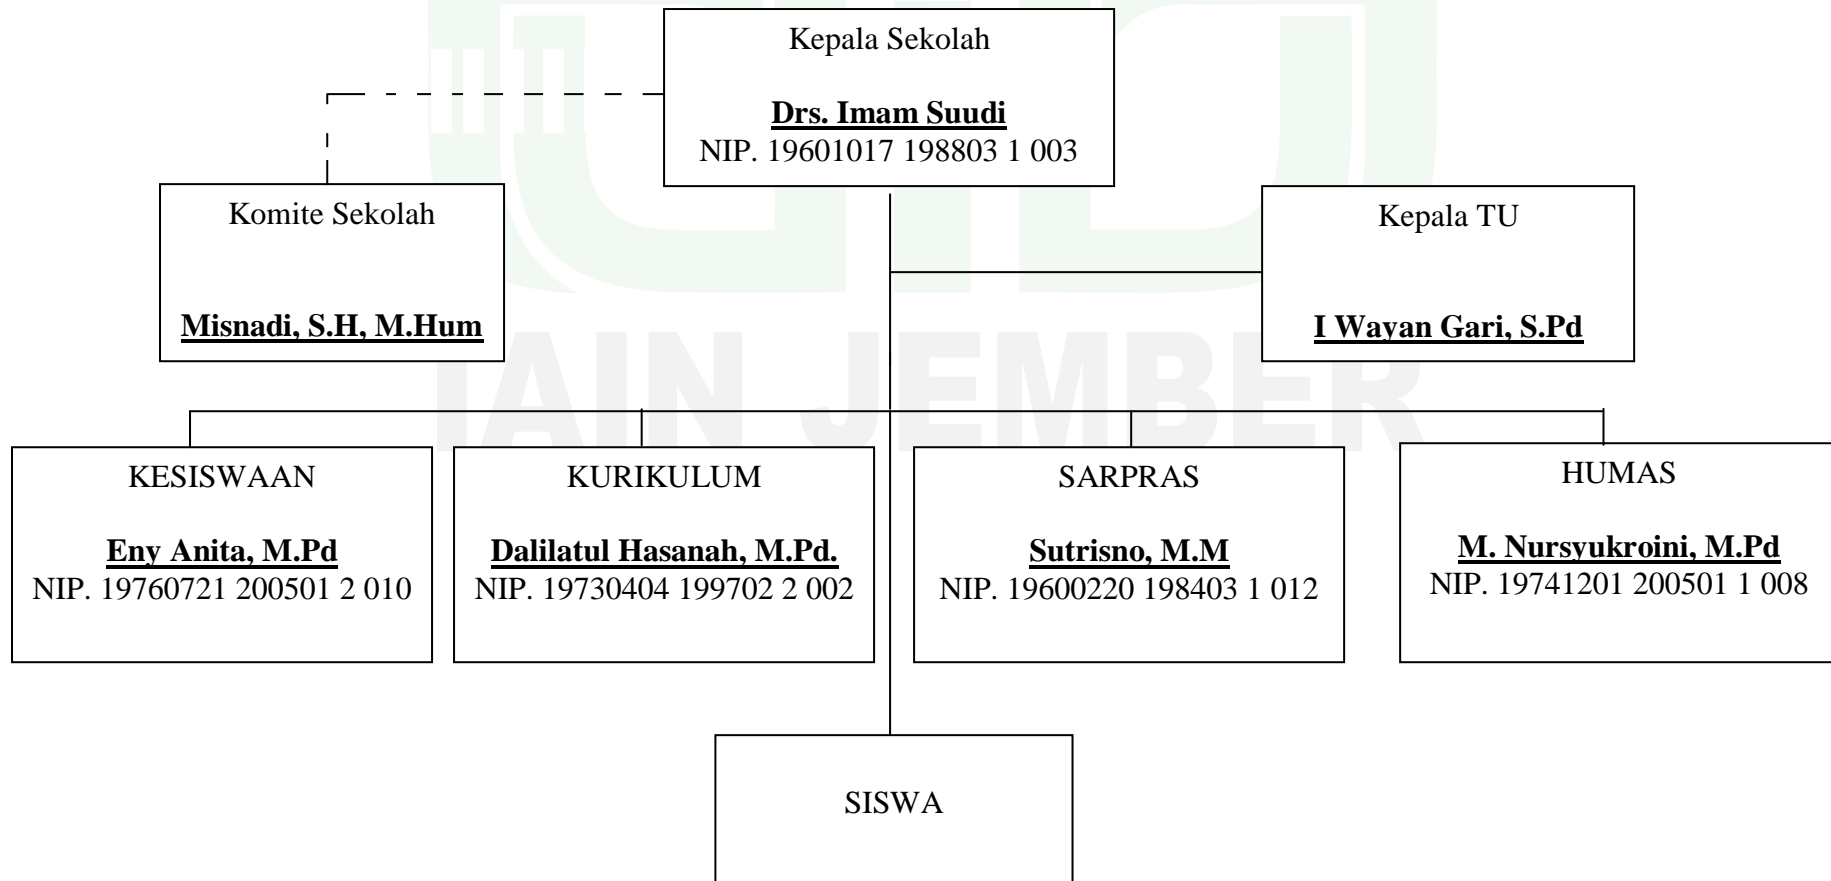 Kepala Sekolah
Drs. Imam Suudi
NIP. 19601017 198803 1 003
Komite Sekolah
Misnadi, S.H, M.Hum
Kepala TU
I Wayan Gari, S.Pd
IAIN JEMBER
KESISWAAN
Eny Anita, M.Pd
NIP. 19760721 200501 2 010
KURIKULUM
Dalilatul Hasanah, M.Pd.
NIP. 19730404 199702 2 002
SARPRAS
Sutrisno, M.M
NIP. 19600220 198403 1 012
HUMAS
M. Nursyukroini, M.Pd
NIP. 19741201 200501 1 008
SISWA